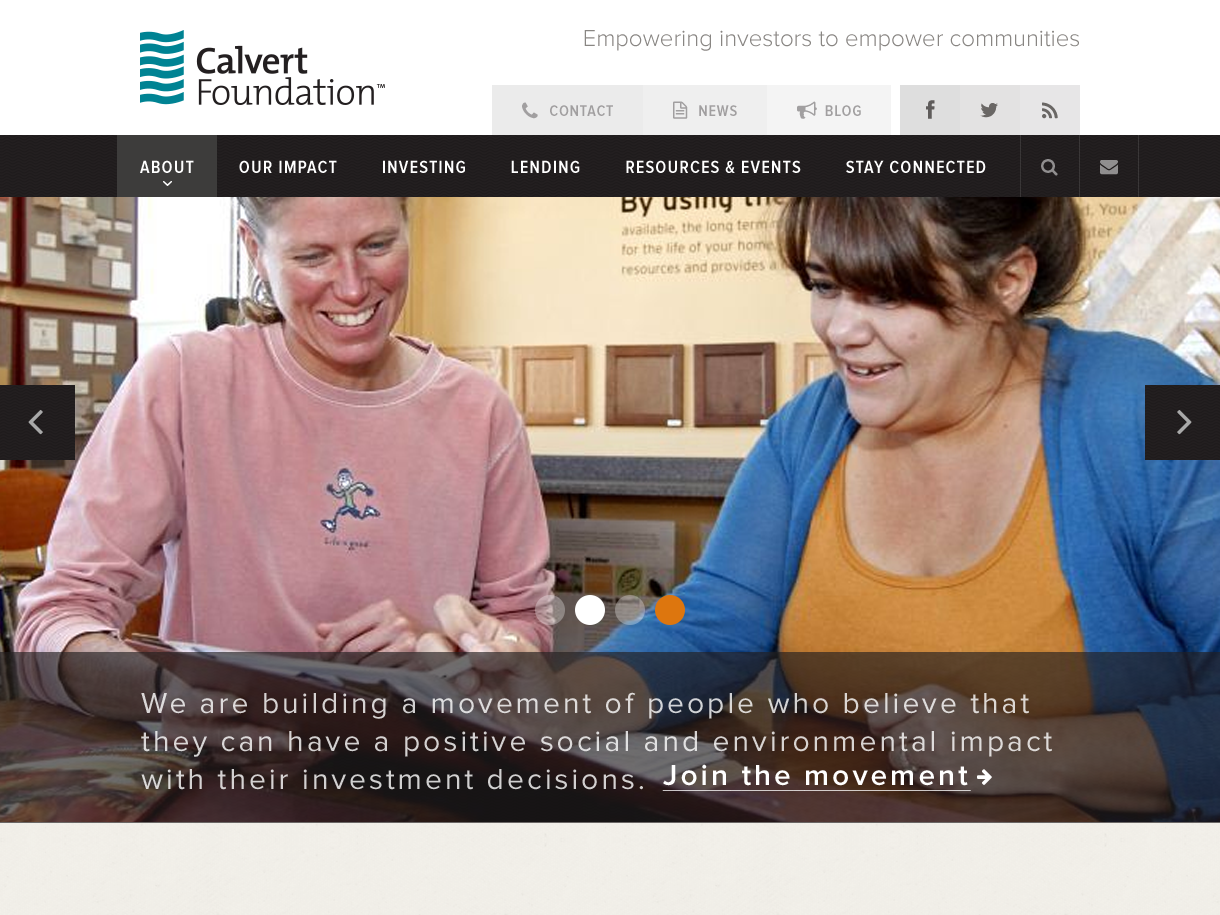 Empowering investors to empower communities
Calvert
Foundation™
CONTACT NEWS BLOG
ABOUT OUR IMPACT INVESTING LENDING RESOURCES & EVENTS STAY CONNECTED
By using the
available, the long term
for the life of your home.
resources and provides a
d. You
Life is good
We are building a movement of people who believe that
they can have a positive social and environmental impact
with their investment decisions. Join the movement